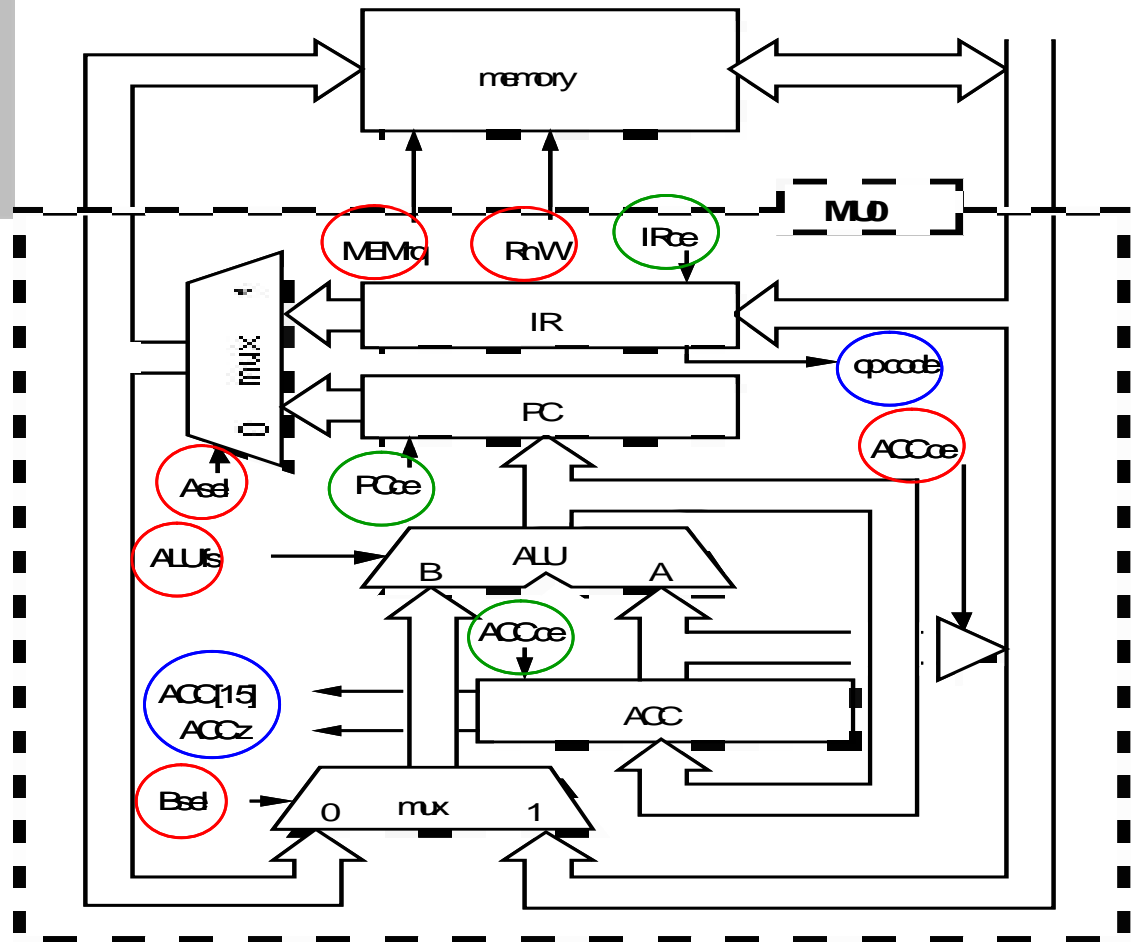 memory
MU0
MEMrq
RnW
IRce
1
mux
0
IR
opcode
PC
ACCoe
Asel
PCce
ALUfs
ALU
B
A
ACCce
ACC[15]
ACCz
ACC
Bsel
0
mux
1